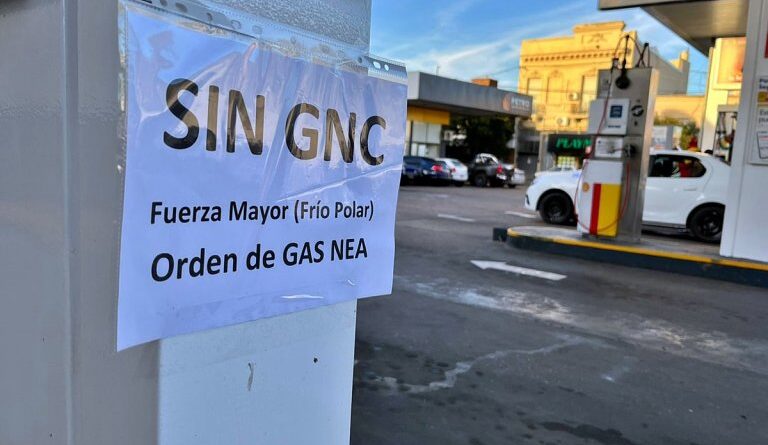 SIN GNC
Fuerza Mayor (Frío Polar)
Orden de GAS NEA